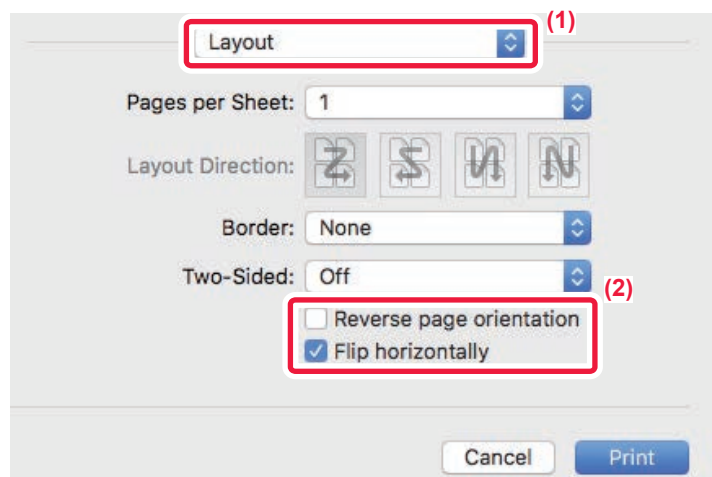 (1)
Layout
Pages per Sheet: 1
Layout Direction:
Border: None
Two-Sided: Off
(2)
Reverse page orientation
Flip horizontally
Cancel Print